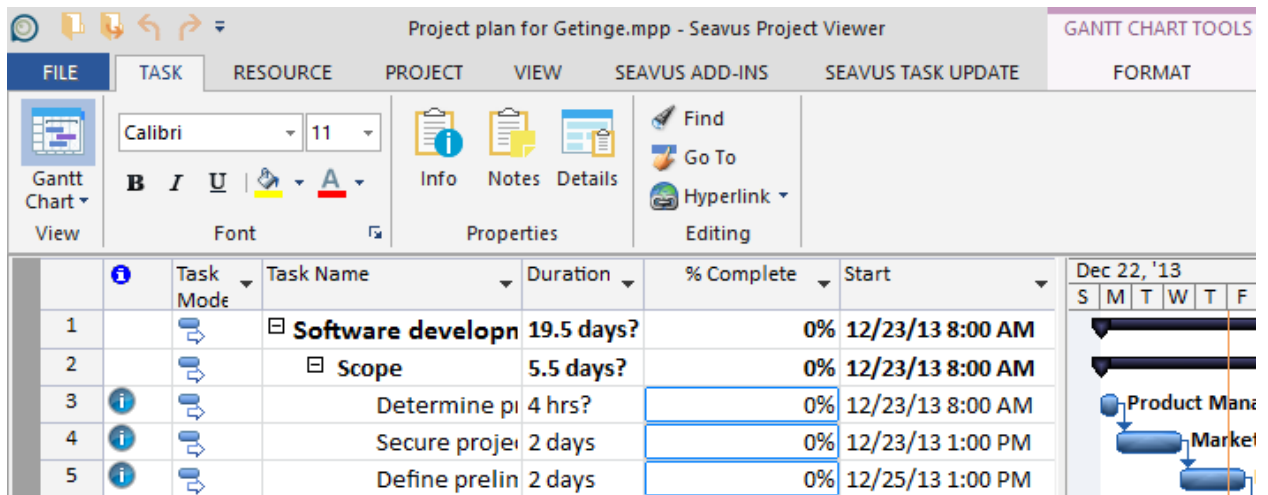 Project plan for Getinge.mpp - Seavus Project Viewer
GANTT CHART TOOLS
FILE TASK RESOURCE PROJECT VIEW SEAVUS ADD-INS SEAVUS TASK UPDATE FORMAT
Gantt
Chart
View
Calibri 11
B I U A
Font
Info Notes Details
Properties
Find
Go To
Hyperlink
Editing
Task
Mode
Task Name Duration % Complete Start
Dec 22, '13
S M T W T F
1 Software developn 19.5 days? 0% 12/23/13 8:00 AM
2 Scope 5.5 days? 0% 12/23/13 8:00 AM
3 Determine 4 hrs? 0% 12/23/13 8:00 AM Product Mana
4 Secure projec 2 days 0% 12/23/13 1:00 PM Market
5 Define prelin 2 days 0% 12/25/13 1:00 PM